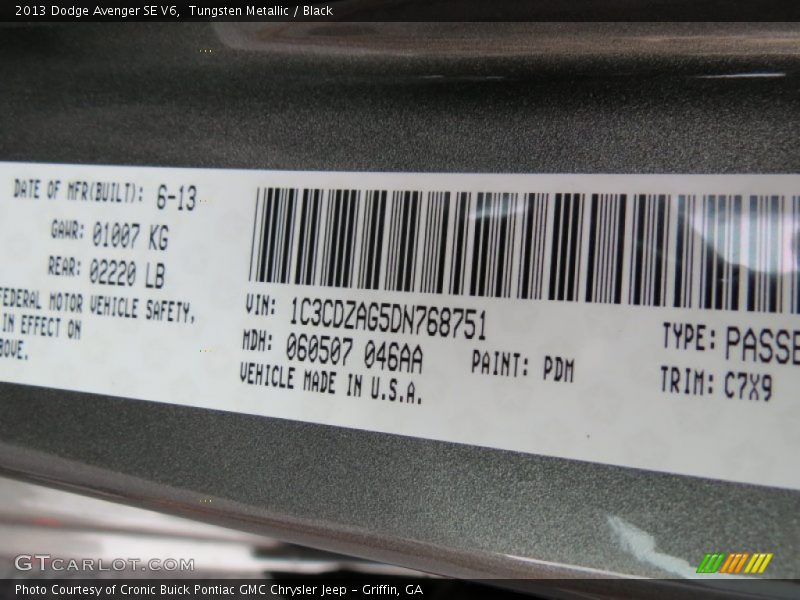 2013 Dodge Avenger SE V6,  Tungsten Metallic / Black
DATE OF MFR(BUILT): 6-13
GAWR: 01007 KG
REAR: 02220 LB
FEDERAL MOTOR VEHICLE SAFETY,
IN EFFECT ON
VIN: 1C3CDZAG5DN768751
MDH: 060507 046AA
PAINT: PDM
VEHICLE MADE IN U.S.A.
TYPE: PASSE
TRIM: C7X9
GTcarlot.com
Photo Courtesy of Cronic Buick Pontiac GMC Chrysler Jeep – Griffin, GA